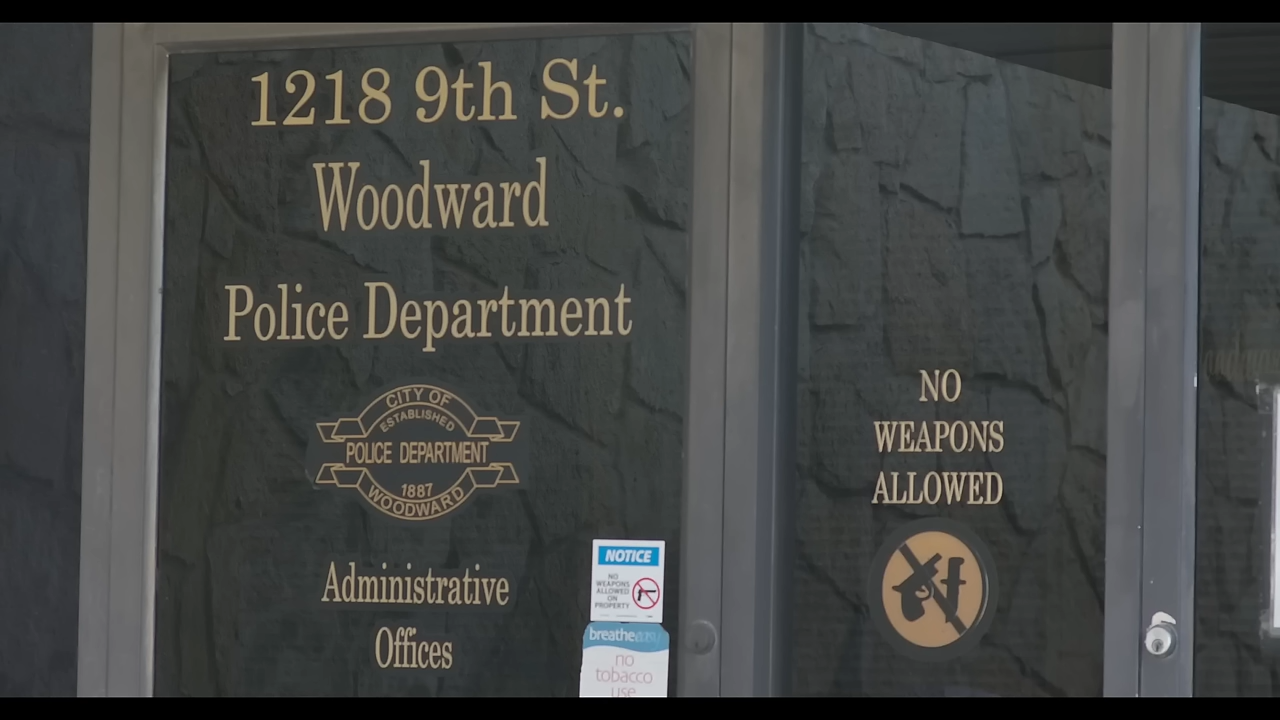 1218 9th St.
Woodward
Police Department
CITY OF
ESTABLISHED
POLICE DEPARTMENT
1887
WOODWARD
Administrative
Offices
NOTICE
NO
WEAPONS
ALLOWED
ON
PROPERTY
breatheeasy
no
tobacco
use
NO
WEAPONS
ALLOWED